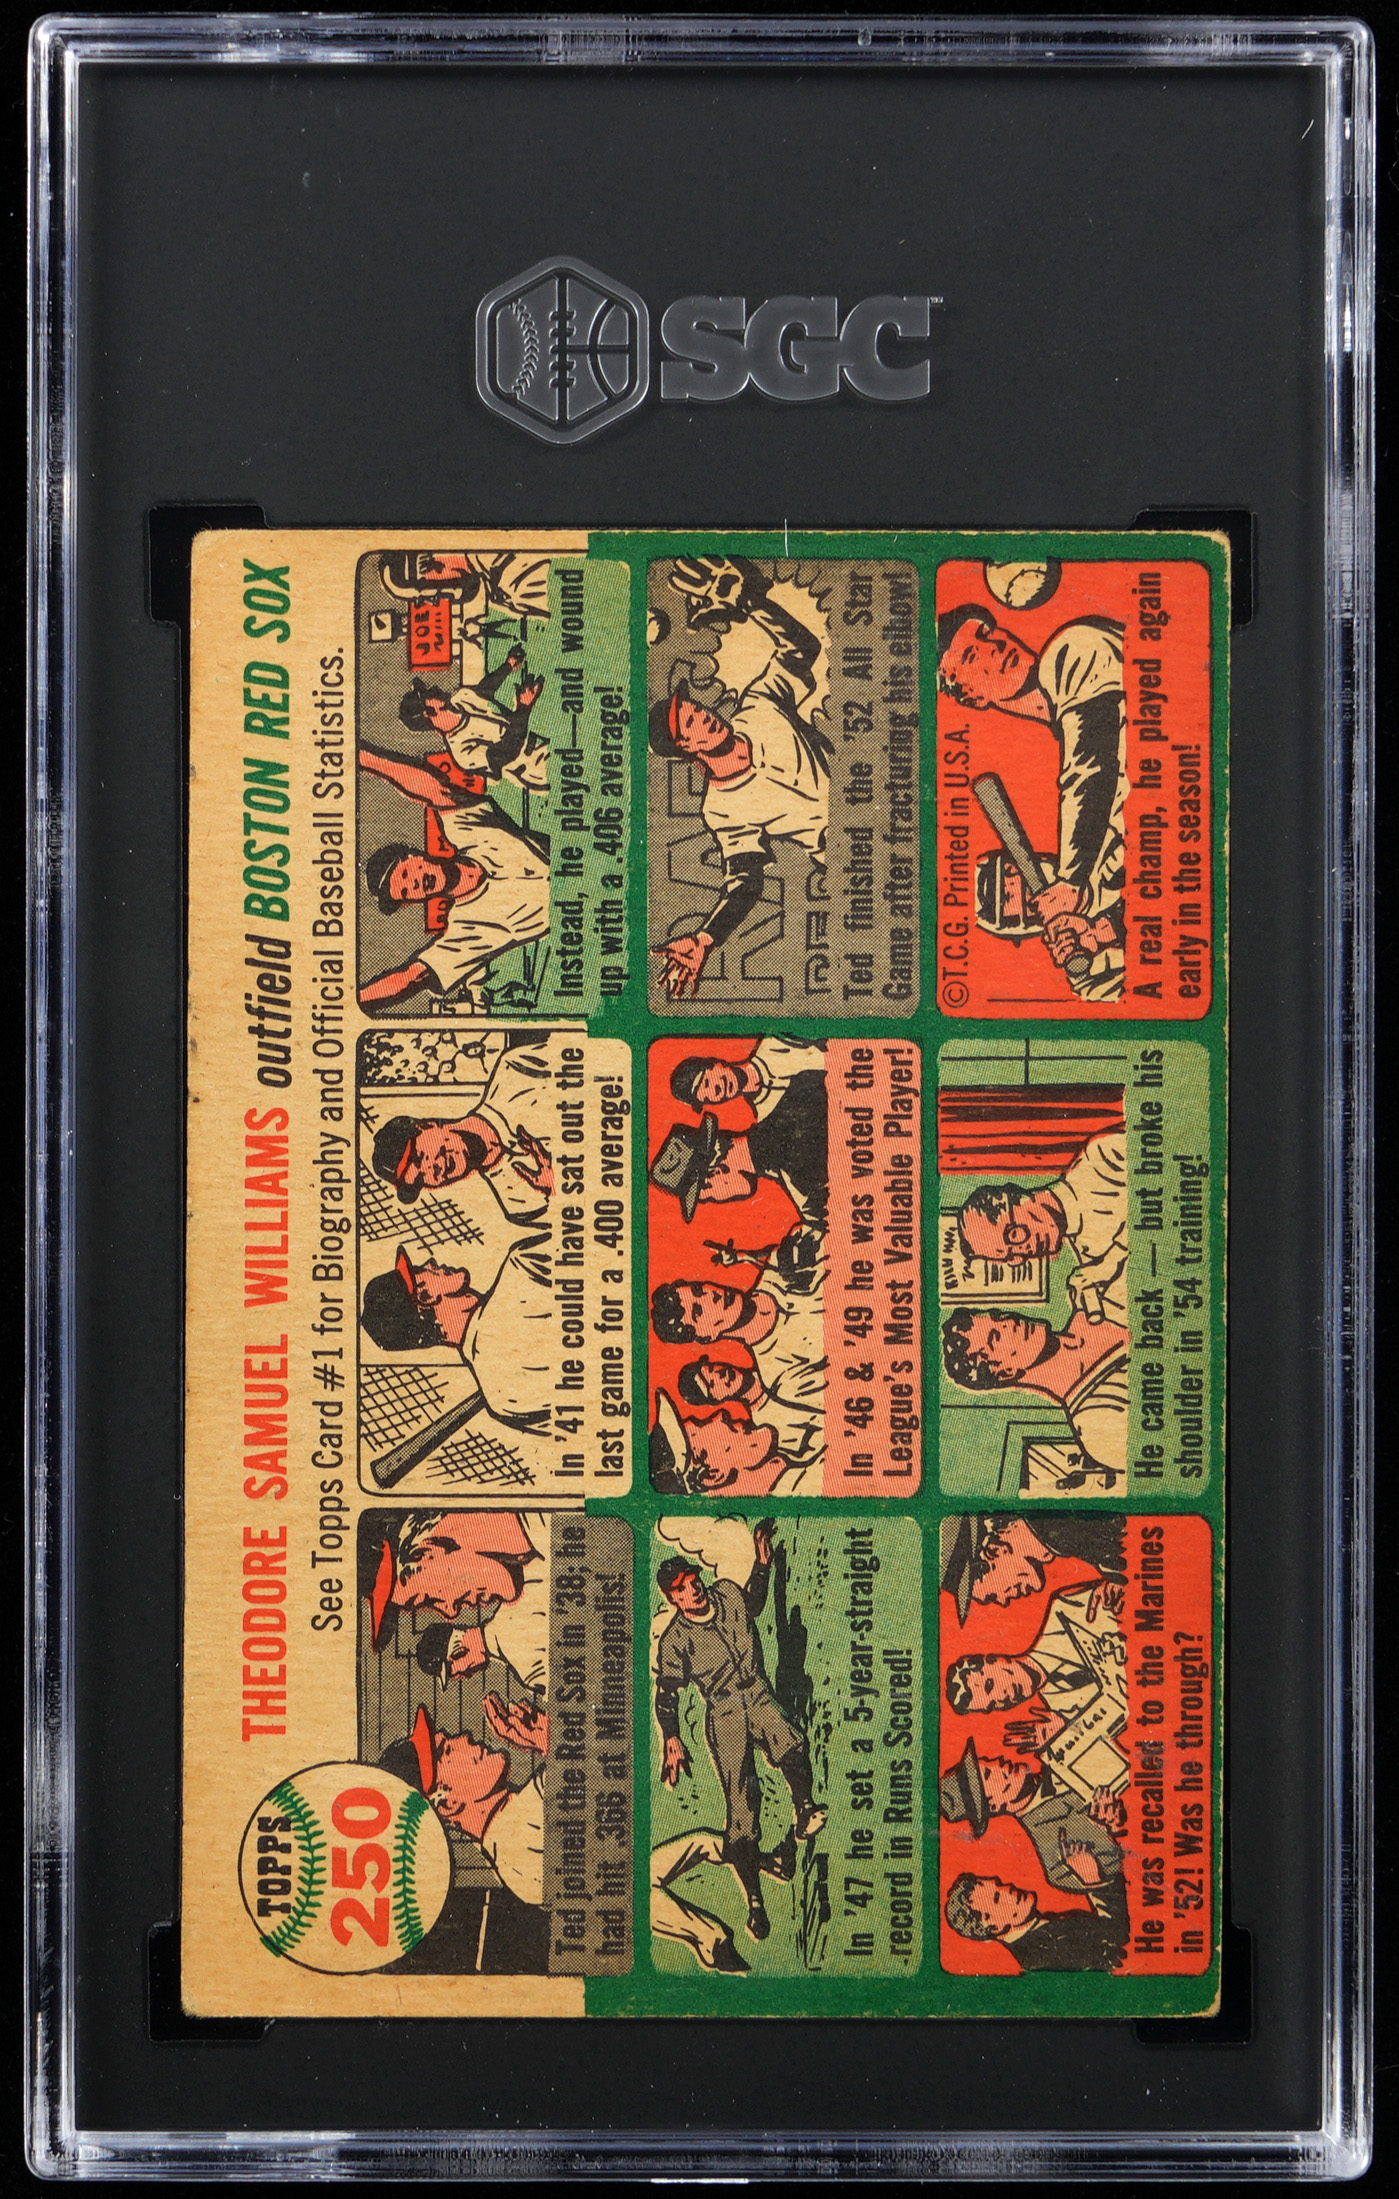 SGC
TOPPS
250
THEODORE SAMUEL WILLIAMS outfield BOSTON RED SOX
See Topps Card #1 for Biography and Official Baseball Statistics.
Ted joined the Red Sox in '38, he
had hit .366 at Minneapolis!
In '41 he could have sat out the
last game for a .400 average!
JOE
Instead, he played—and wound
up with a .406 average!
In '47 he set a 5-year-straight
record in Runs Scored!
In '46 & '49 he was voted the
League's Most Valuable Player!
Ted finished the '52 All Star
Game after fracturing his elbow!
He was recalled to the Marines
in '52! Was he through?
He came back — but broke his
shoulder in '54 training!
©T.C.G. Printed in U.S.A.
A real champ, he played again
early in the season!